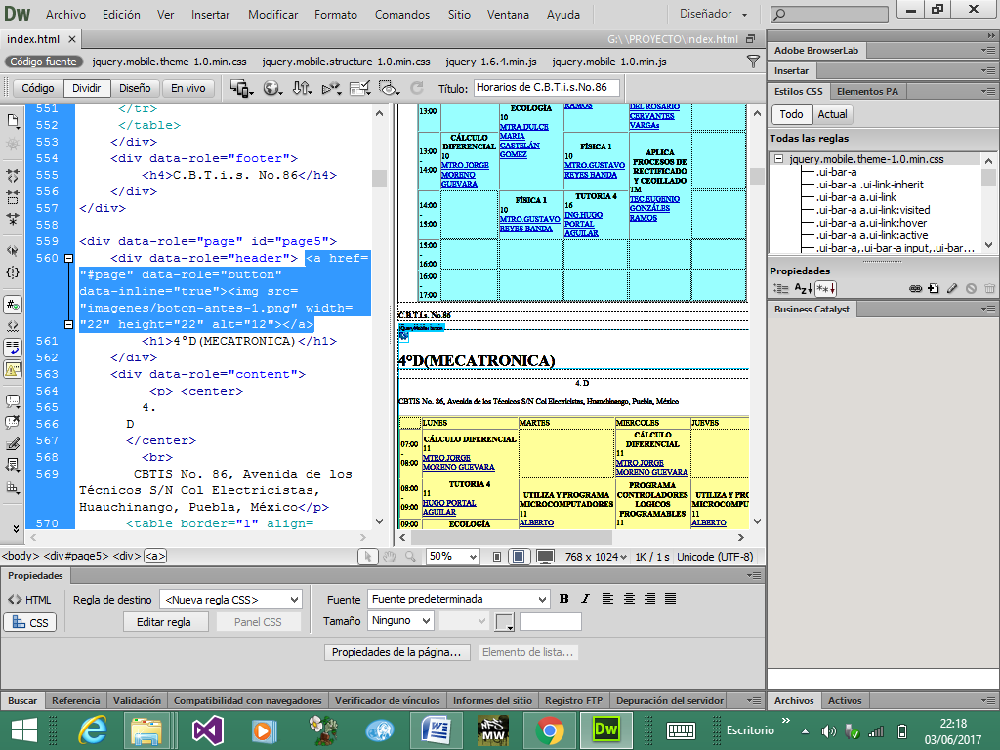 Dw Archivo Edición Ver Insertar Modificar Formato Comandos Sitio Ventana Ayuda Diseñador
index.html × G:\ \PROYECTO\index.html
Código fuente jquery.mobile.theme-1.0.min.css jquery.mobile.structure-1.0.min.css jquery-1.6.4.min.js jquery.mobile-1.0.min.js
Código Dividir Diseño En vivo Título: Horarios de C.B.T.i.s.No.86
551 </tr>
552 </table>
553 </div>
554 <div data-role="footer">
555 <h4>C.B.T.i.s. No.86</h4>
556 </div>
557 </div>
558
559 <div data-role="page" id="page5">
560 <div data-role="header"> <a href=
"#page" data-role="button"
data-inline="true"><img src=
"imagenes/boton-antes-1.png" width=
"22" height="22" alt="12"></a>
561 <h1>4°D(MECATRONICA)</h1>
562 </div>
563 <div data-role="content">
564 <p> <center>
565 4.
566 D
567 </center>
568 <br>
569 CBTIS No. 86, Avenida de los
Técnicos S/N Col Electricistas,
Huauchinango, Puebla, México</p>
570 <table border="1" align=
13:00
ECOLOGÍA
10
MTRA.DULCE
MARIA
CASTELÁN
GOMEZ
RAMOS
DEL ROSARIO
CERVANTES
VARGAs
13:00
-
14:00
CÁLCULO
DIFERENCIAL
10
MTRO.JORGE
MORENO
GUEVARA
FÍSICA 1
10
MTRO.GUSTAVO
REYES BANDA
APLICA
PROCESOS DE
RECTIFICADO
Y CEOILLADO
TM
TEC.EUGENIO
GONZÁLES
RAMOS
14:00
-
15:00
FÍSICA 1
10
MTRO.GUSTAVO
REYES BANDA
TUTORIA 4
16
ING.HUGO
PORTAL
AGUILAR
15:00
-
16:00
16:00
-
17:00
C.B.T.i.s. No.86
4°D(MECATRONICA)
4. D
CBTIS No. 86, Avenida de los Técnicos S/N Col Electricistas, Huauchinango, Puebla, México
LUNES MARTES MIERCOLES JUEVES
07:00
-
08:00
CÁLCULO DIFERENCIAL
11
MTRO.JORGE
MORENO GUEVARA
CÁLCULO
DIFERENCIAL
11
MTRO.JORGE
MORENO GUEVARA
08:00
-
09:00
TUTORIA 4
11
HUGO PORTAL
AGUILAR
UTILIZA Y PROGRAMA
MICROCOMPUTADORES
11
ALBERTO
PROGRAMA
CONTROLADORES
LOGICOS
PROGRAMABLES
11
UTILIZA Y PROG
MICROCOMPUT
11
ALBERTO
09:00 ECOLOGÍA
<body> <div#page5> <div> <a> 50% 768 x 1024 1K / 1 s Unicode (UTF-8)
Propiedades
<> HTML Regla de destino <Nueva regla CSS> Fuente Fuente predeterminada B I
CSS Editar regla Panel CSS Tamaño Ninguno
Propiedades de la página... Elemento de lista...
Buscar Referencia Validación Compatibilidad con navegadores Verificador de vínculos Informes del sitio Registro FTP Depuración del servidor
Adobe BrowserLab
Insertar
Estilos CSS Elementos PA
Todo Actual
Todas las reglas
jquery.mobile.theme-1.0.min.css
.ui-bar-a
.ui-bar-a .ui-link-inherit
.ui-bar-a .ui-link
.ui-bar-a .ui-link:visited
.ui-bar-a .ui-link:hover
.ui-bar-a .ui-link:active
.ui-bar-a,.ui-bar-a input,.ui-bar...
Propiedades
Business Catalyst
Archivos Activos
Escritorio » 22:18
03/06/2017